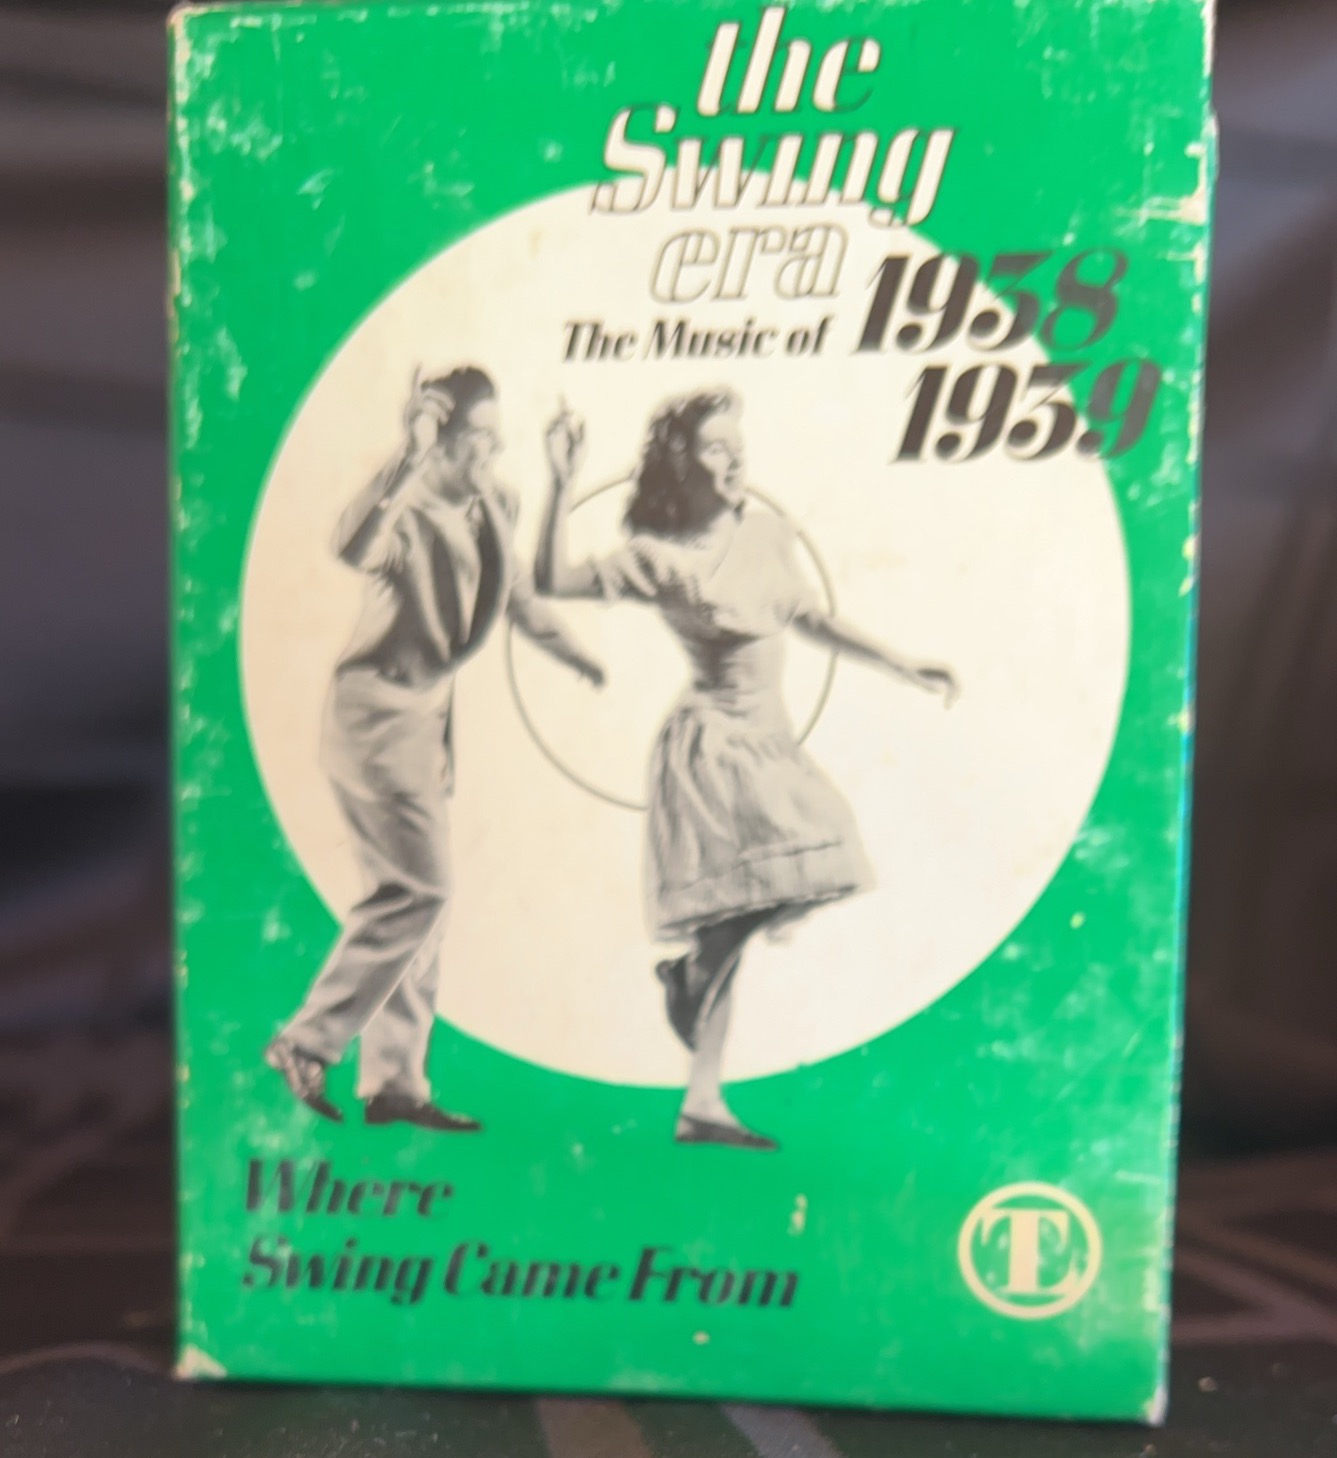 the
Swing
era
The Music of 1938
1939
Where
Swing Came From
TL